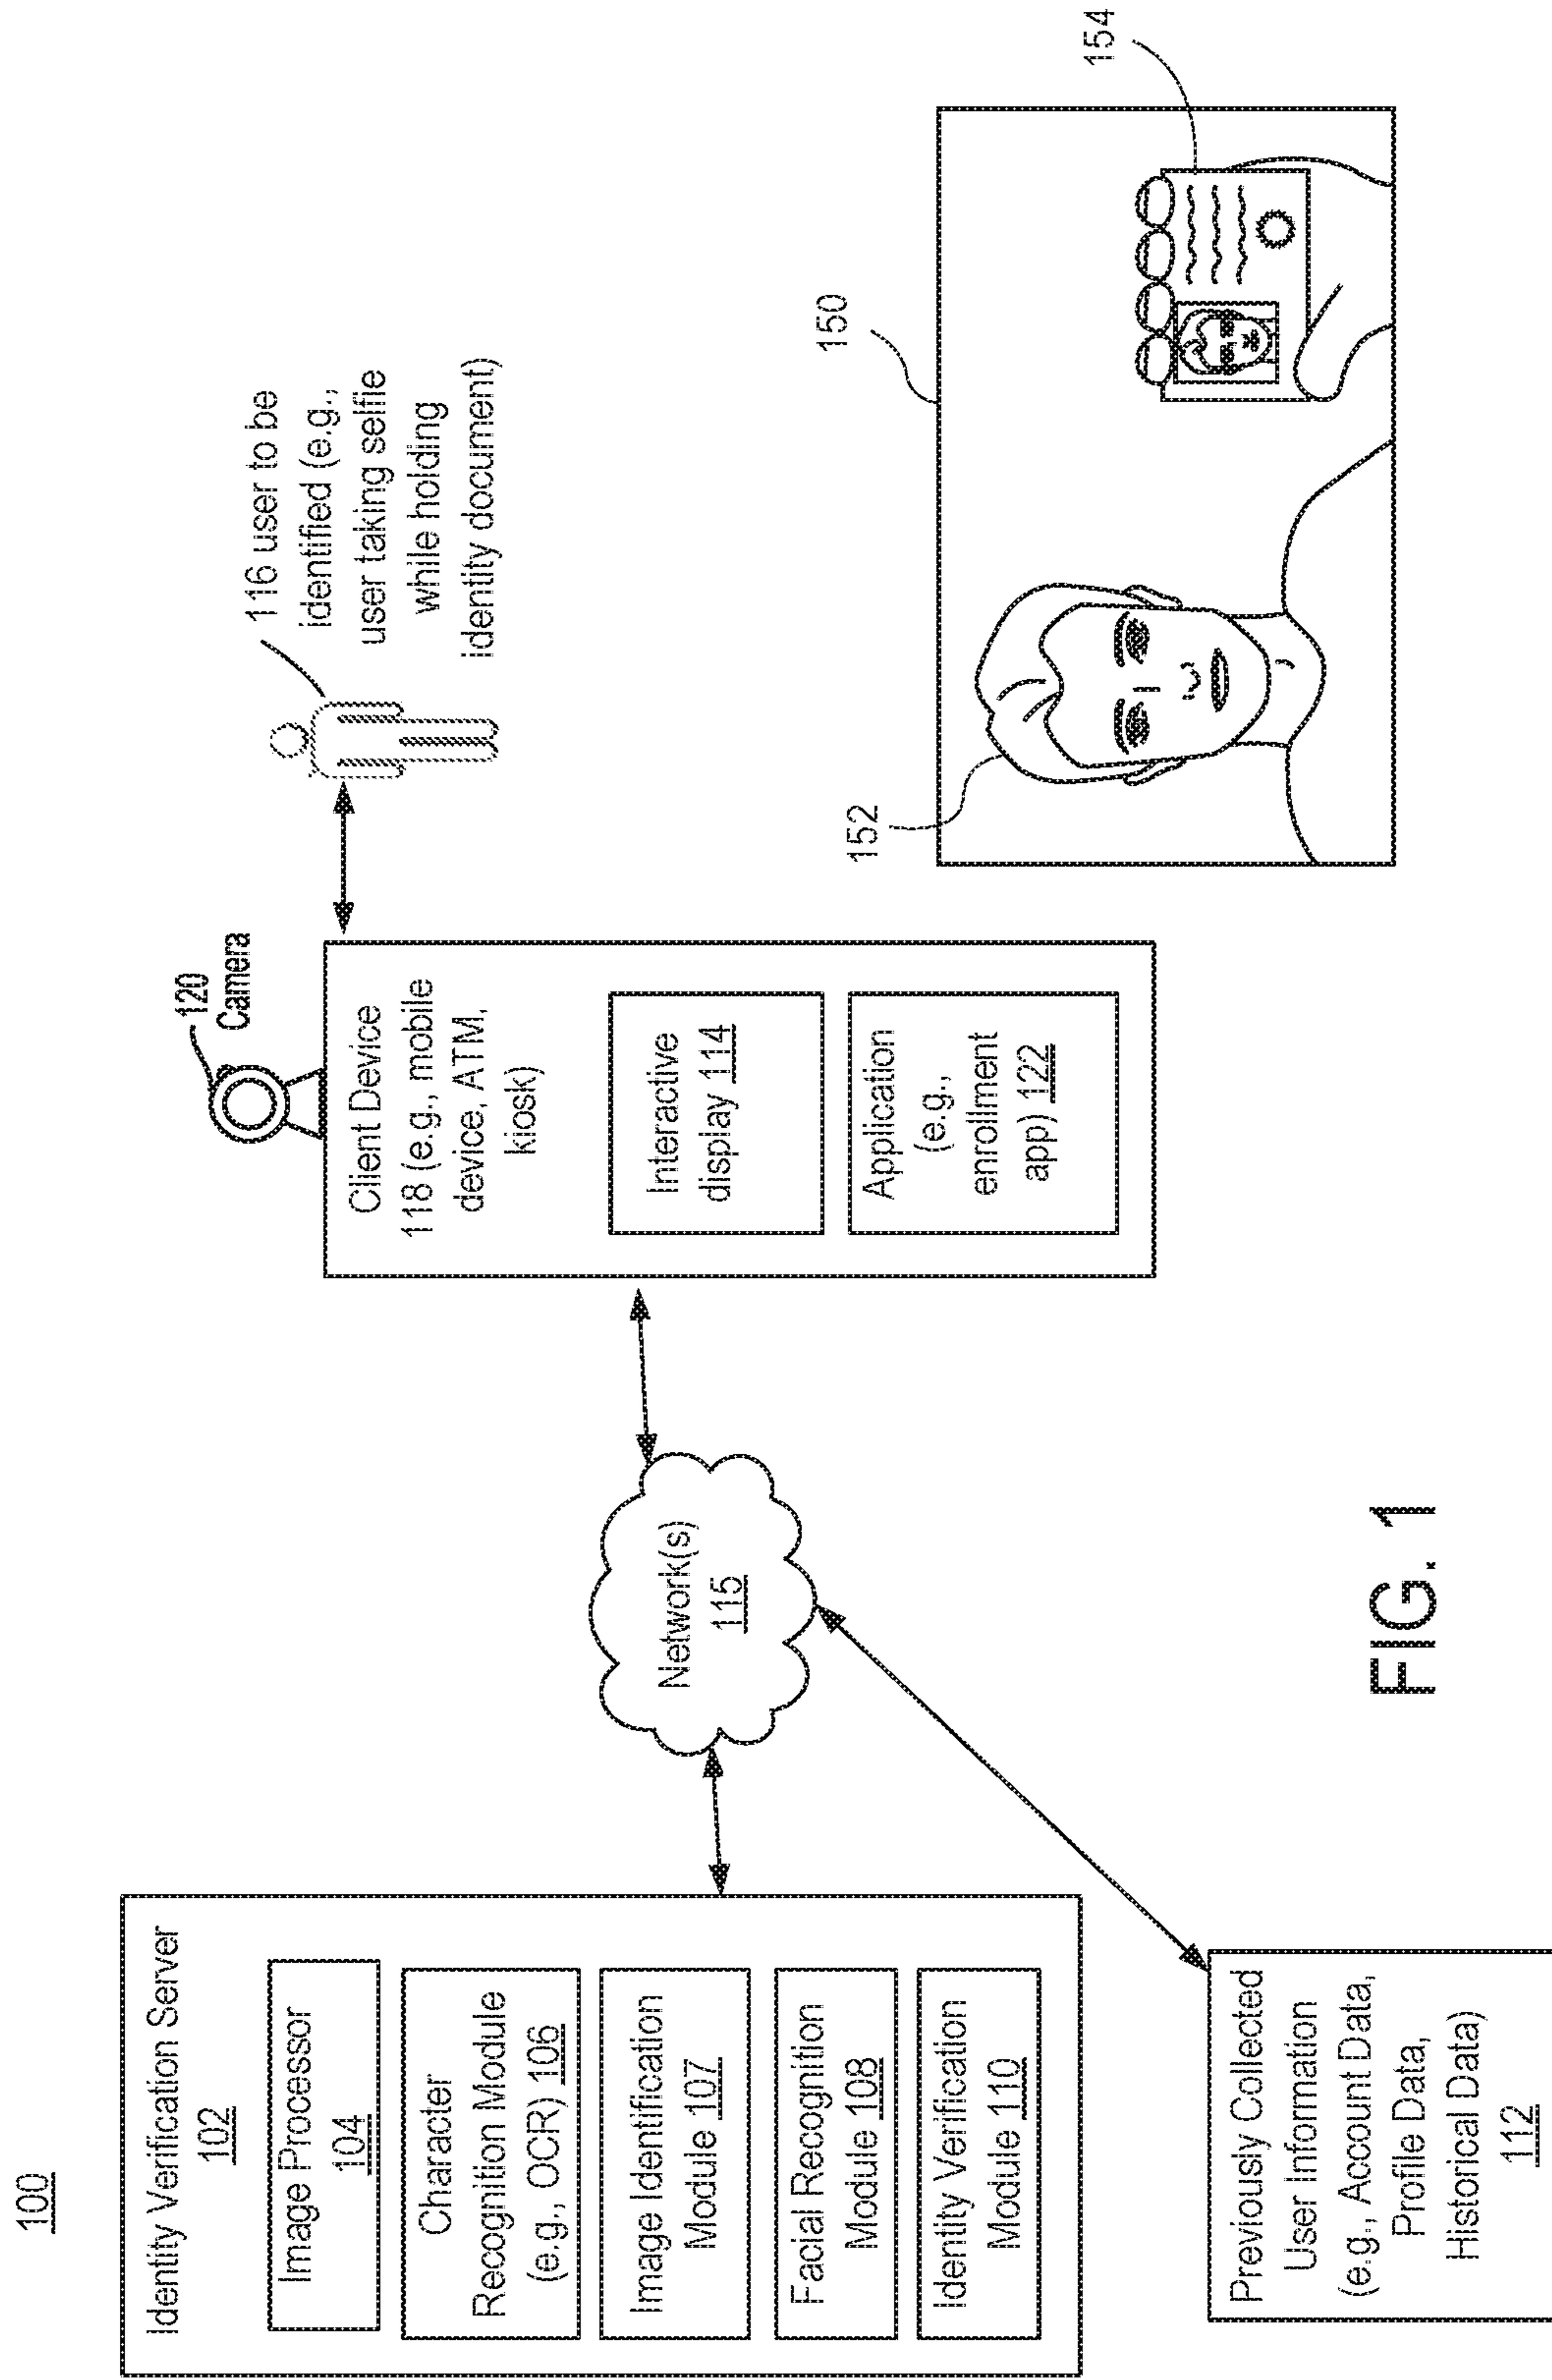 100
Identity Verification Server
102
Image Processor
104
Character
Recognition Module
(e.g., OCR) 106
Image Identification
Module 107
Facial Recognition
Module 108
Identity Verification
Module 110
Previously Collected
User Information
(e.g., Account Data,
Profile Data,
Historical Data)
112
Network(s)
115
120
Camera
Client Device
118 (e.g., mobile
device, ATM,
kiosk)
Interactive
display 114
Application
(e.g.,
enrollment
app) 122
116 user to be
identified (e.g.,
user taking selfie
while holding
identity document)
150
152
154
FIG. 1